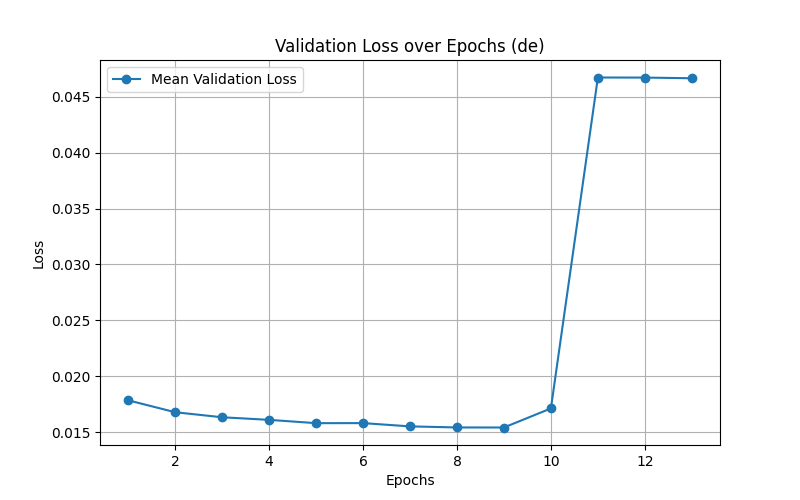 Validation Loss over Epochs (de)
Mean Validation Loss
0.045
0.040
0.035
0.030
0.025
0.020
0.015
Loss
2 4 6 8 10 12
Epochs